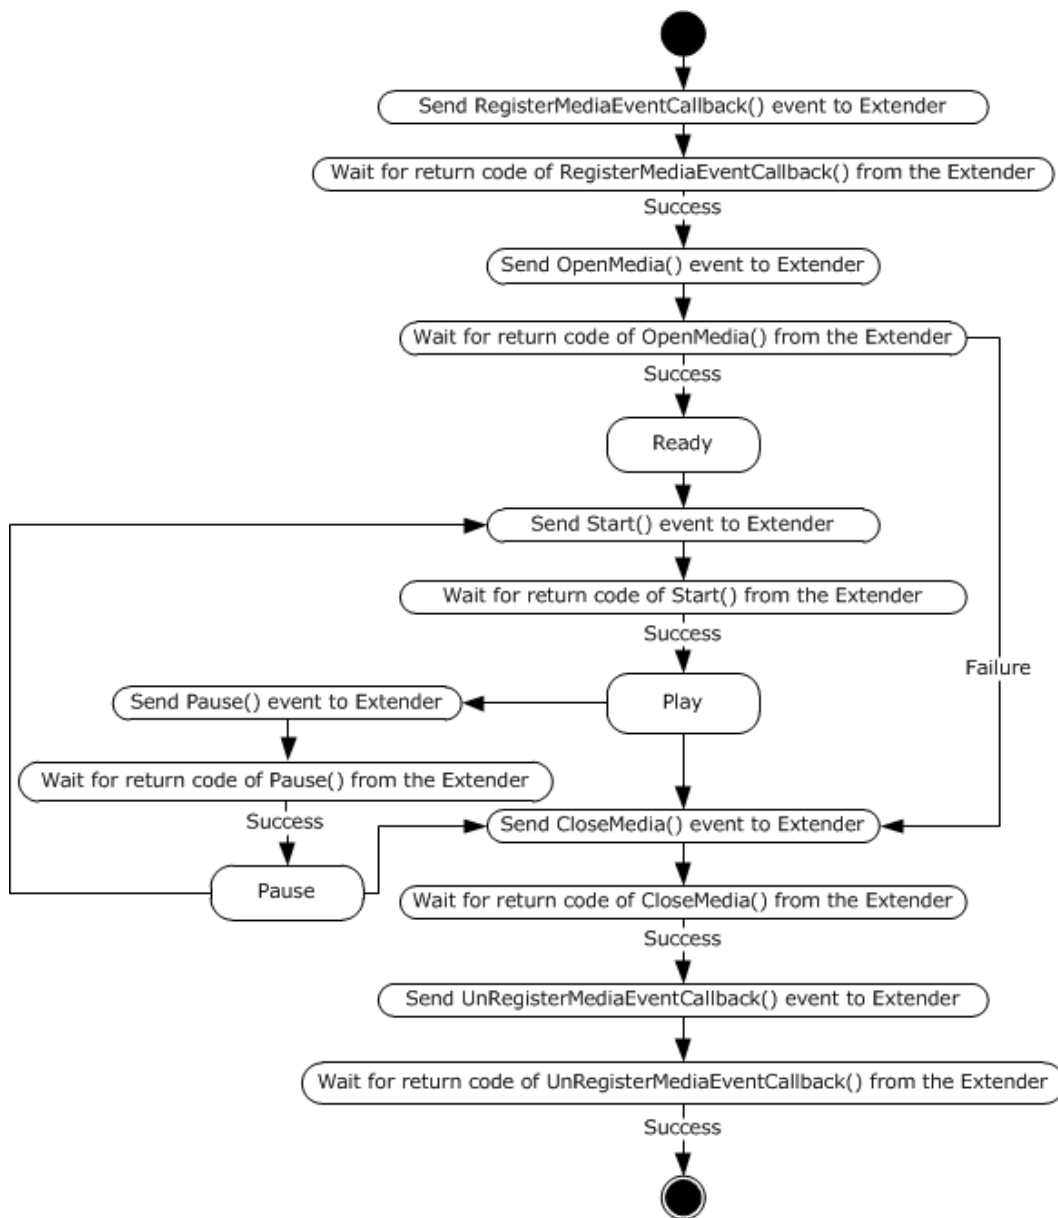 Send RegisterMediaEventCallback() event to Extender
Wait for return code of RegisterMediaEventCallback() from the Extender
Success
Send OpenMedia() event to Extender
Wait for return code of OpenMedia() from the Extender
Success
Ready
Send Start() event to Extender
Wait for return code of Start() from the Extender
Success
Failure
Send Pause() event to Extender
Play
Wait for return code of Pause() from the Extender
Success
Send CloseMedia() event to Extender
Pause
Wait for return code of CloseMedia() from the Extender
Success
Send UnRegisterMediaEventCallback() event to Extender
Wait for return code of UnRegisterMediaEventCallback() from the Extender
Success